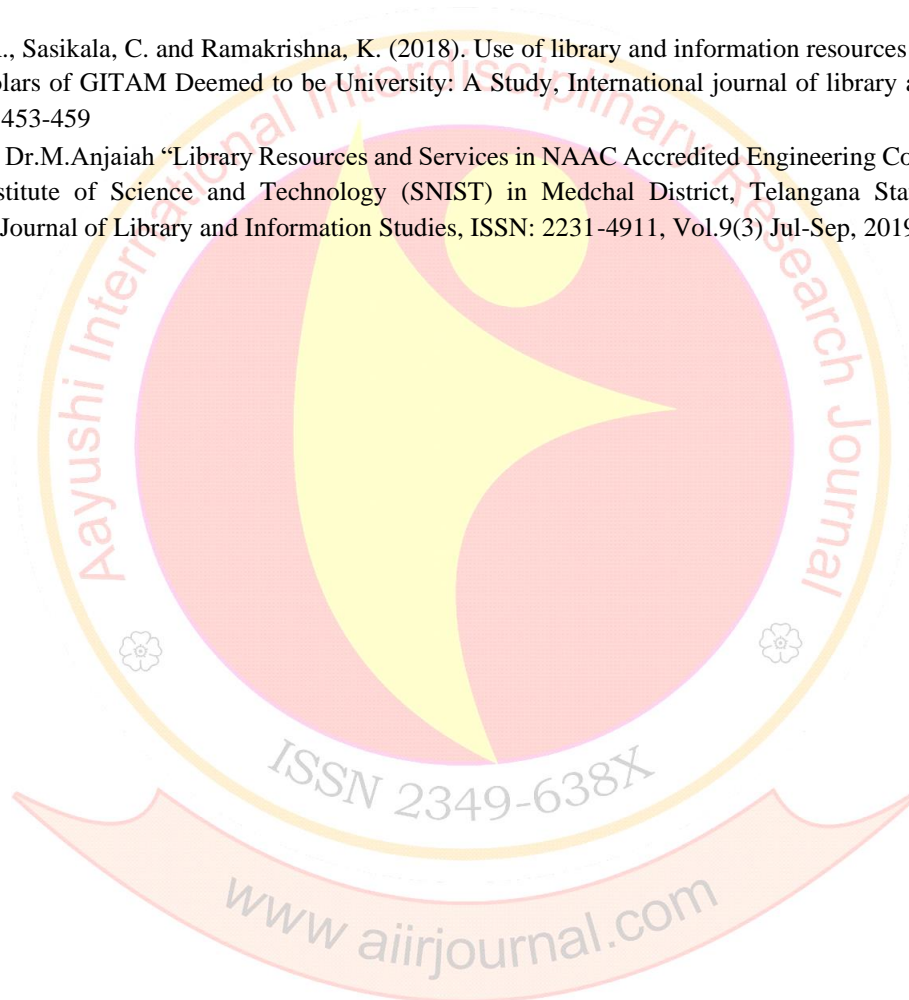 ., Sasikala, C. and Ramakrishna, K. (2018). Use of library and information resources
lars of GITAM Deemed to be University: A Study, International journal of library a
453-459
Dr.M.Anjaiah “Library Resources and Services in NAAC Accredited Engineering Co
stitute of Science and Technology (SNIST) in Medchal District, Telangana Sta
Journal of Library and Information Studies, ISSN: 2231-4911, Vol.9(3) Jul-Sep, 2019
Aayushi International Interdisciplinary Research Journal
ISSN 2349-638X
www aiirjournal.com